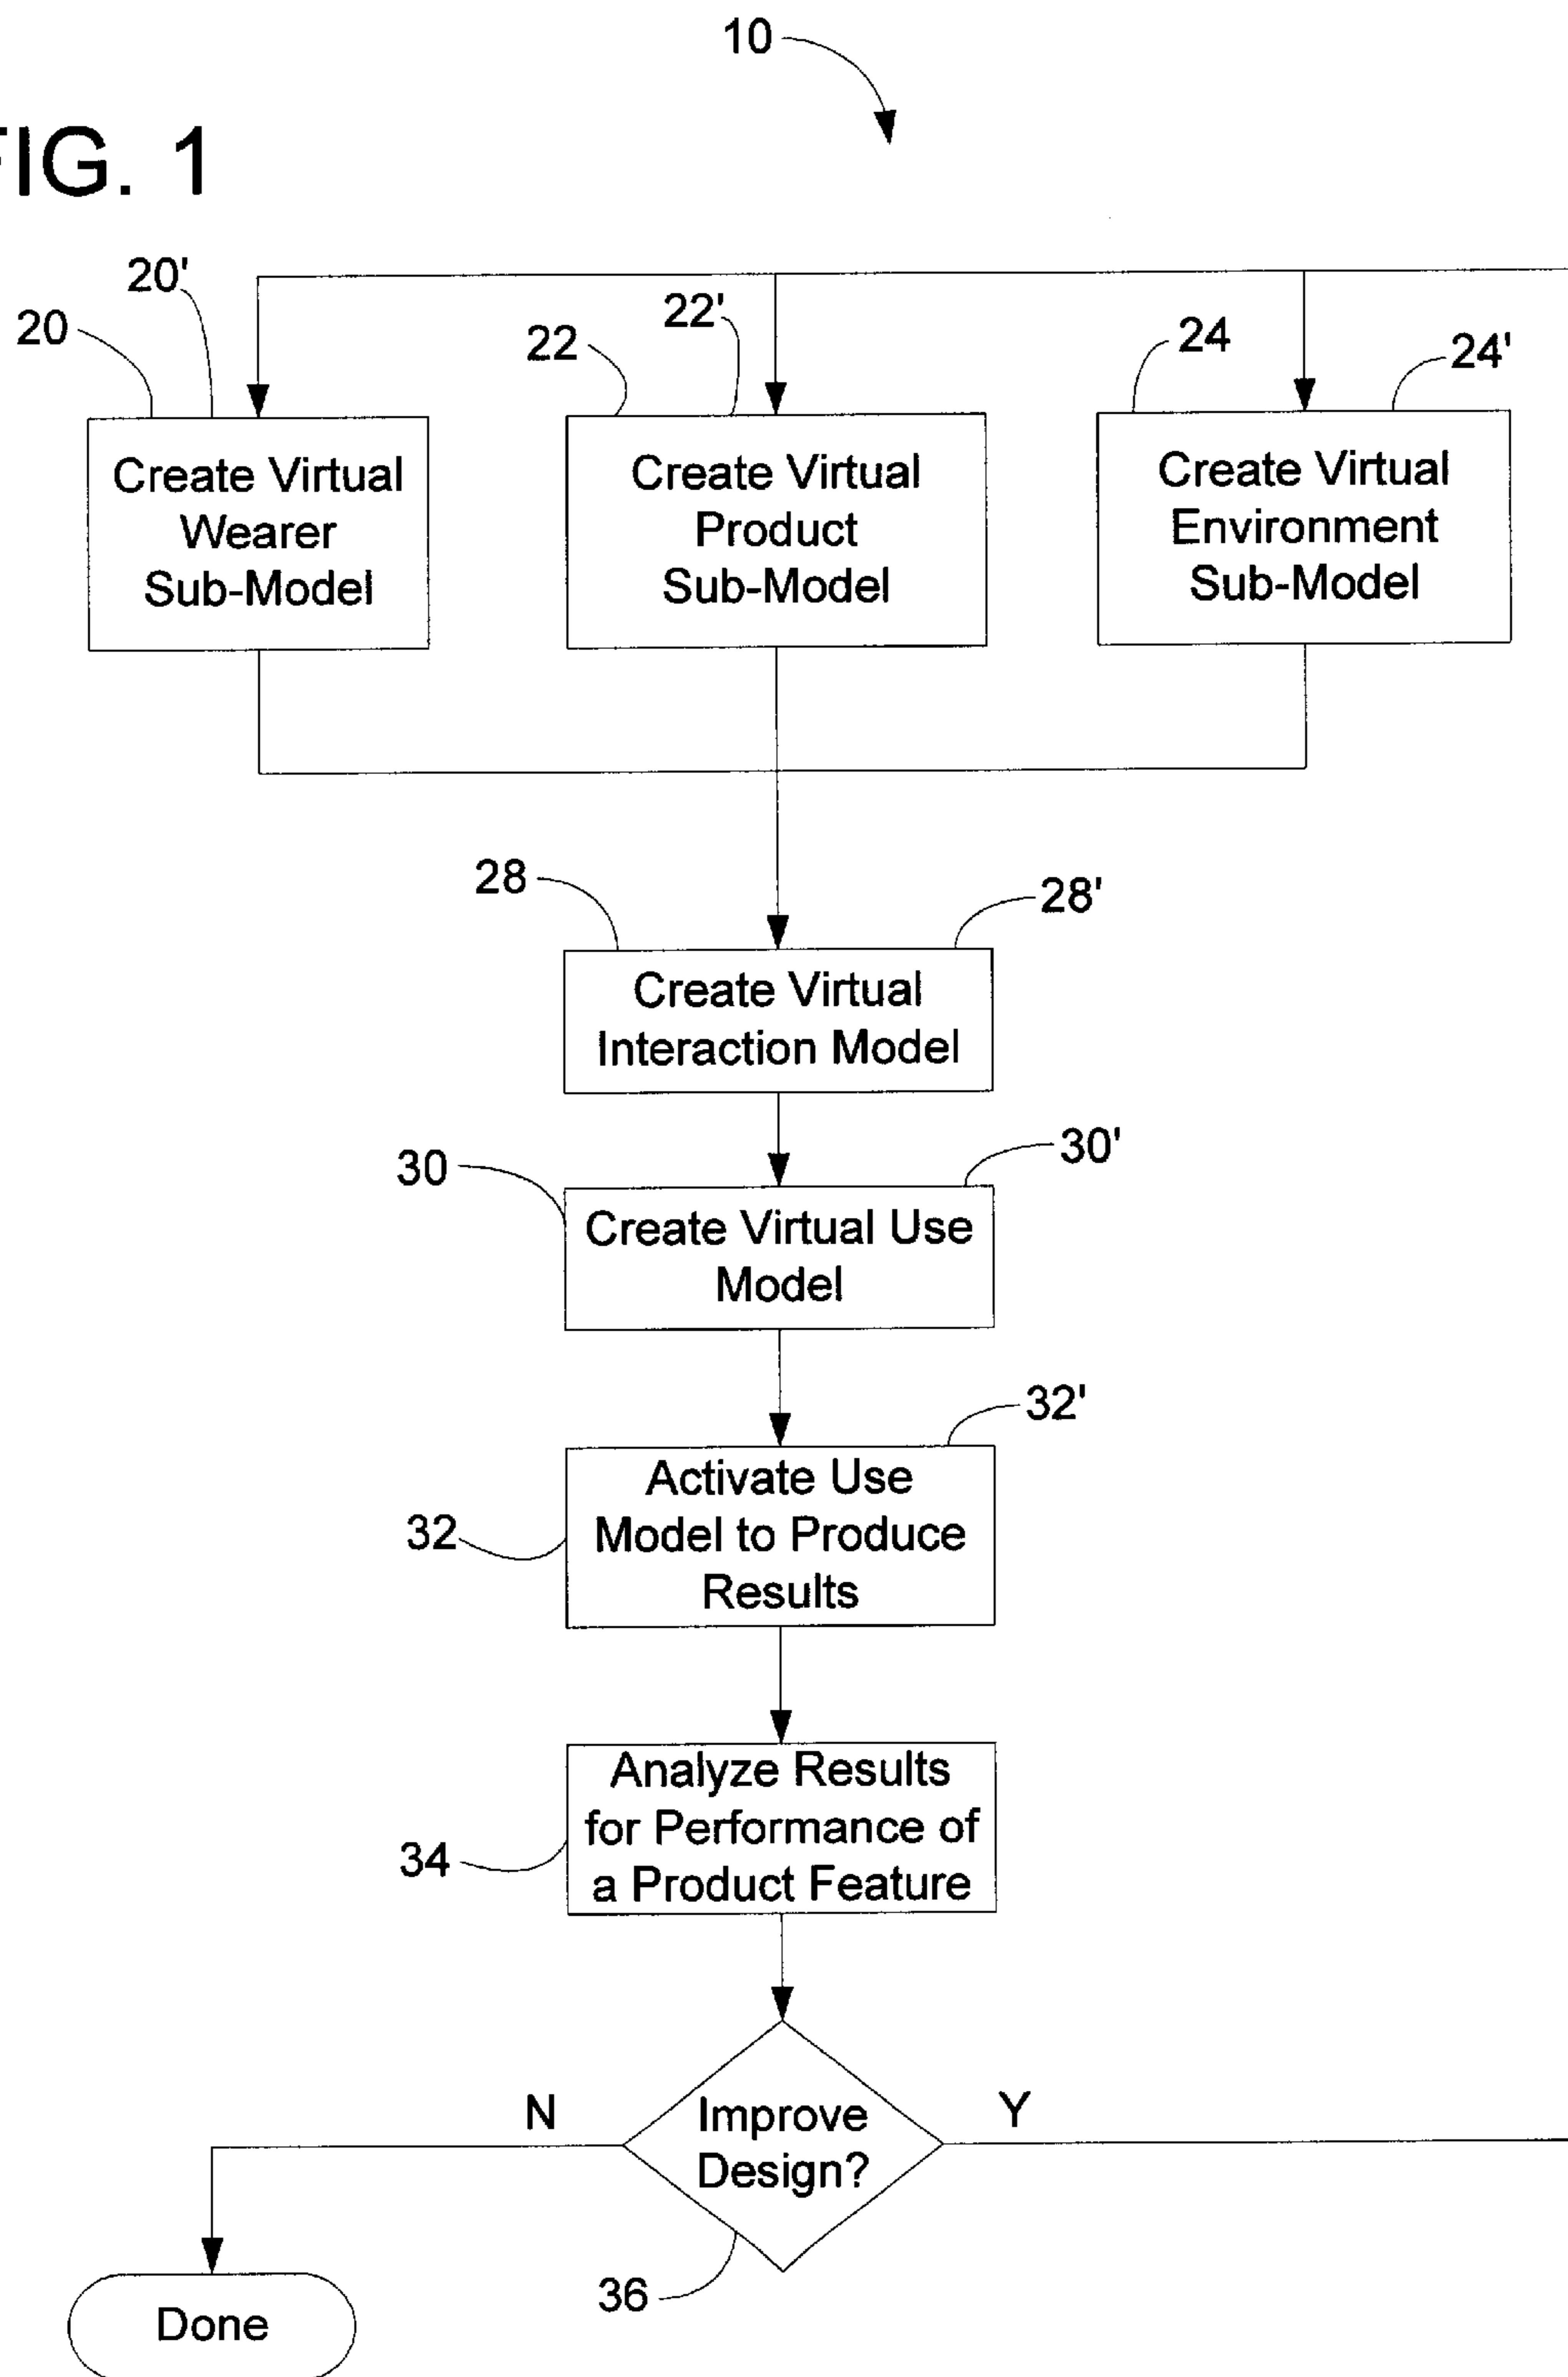 10
FIG. 1
20'
20
22
22'
24
24'
Create Virtual
Wearer
Sub-Model
Create Virtual
Product
Sub-Model
Create Virtual
Environment
Sub-Model
28
28'
Create Virtual
Interaction Model
30
30'
Create Virtual Use
Model
32'
32
Activate Use
Model to Produce
Results
34
Analyze Results
for Performance of
a Product Feature
N
Y
Improve
Design?
36
Done